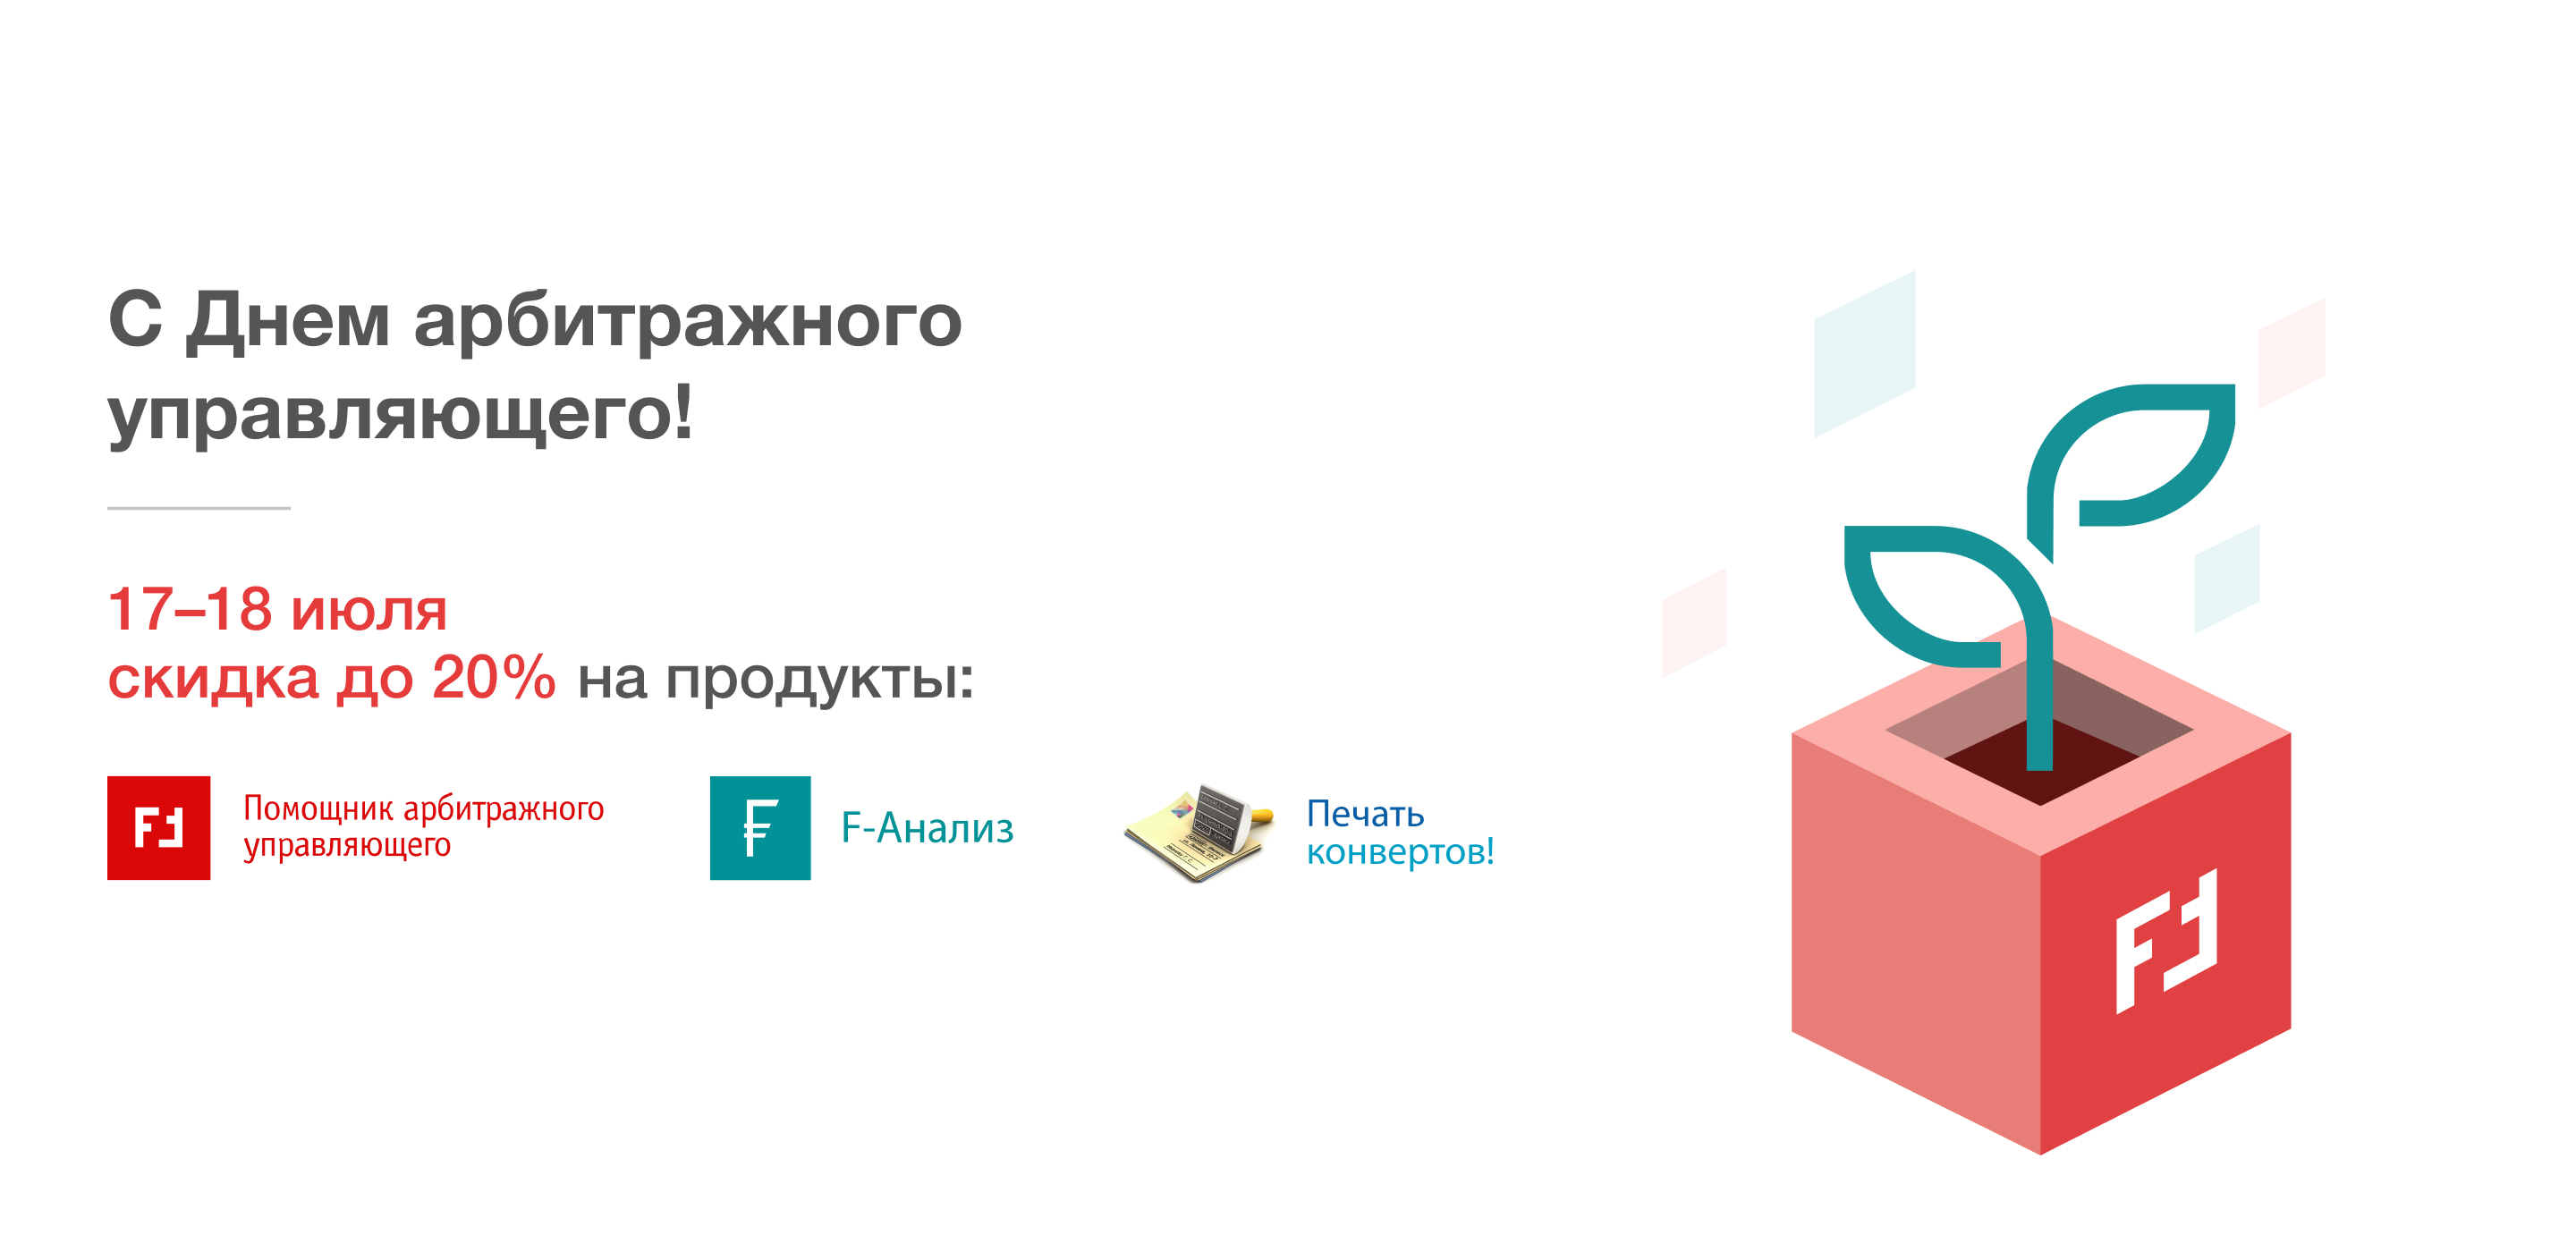 С Днем арбитражного
управляющего!
17–18 июля
скидка до 20% на продукты:
Помощник арбитражного
управляющего
F-Анализ
Печать
конвертов!